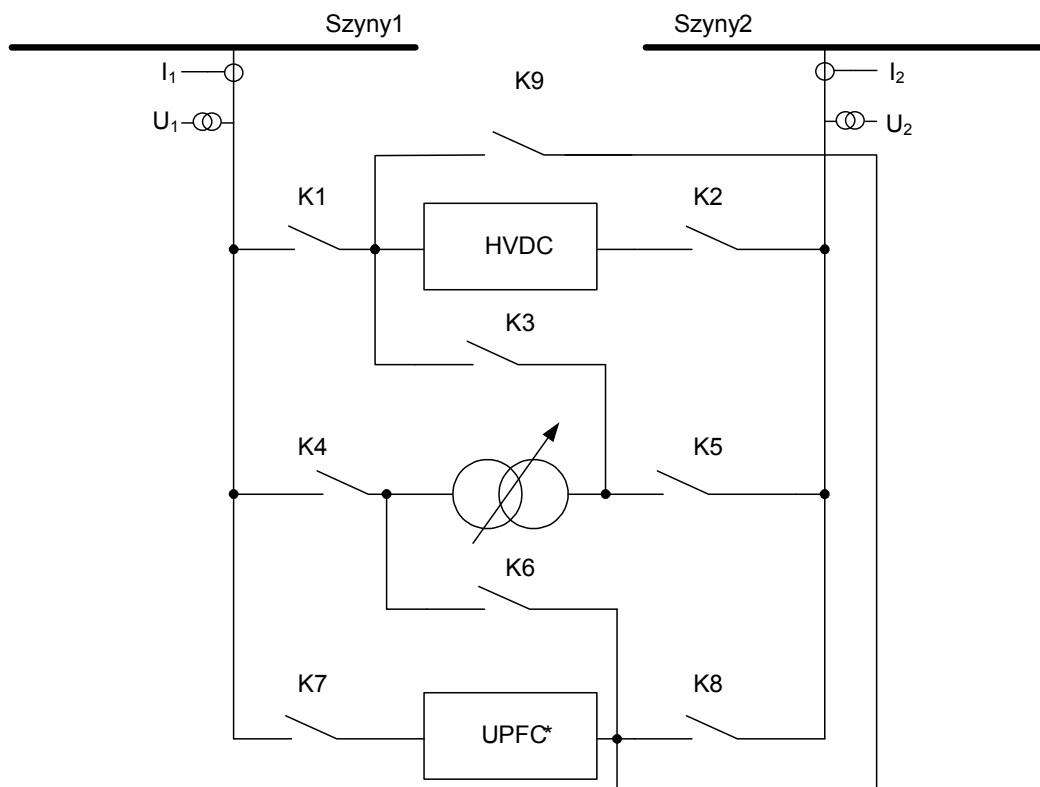 Szyny1
Szyny2
I₁
I₂
K9
U₁
U₂
K1
K2
HVDC
K3
K4
K5
K6
K7
K8
UPFC*